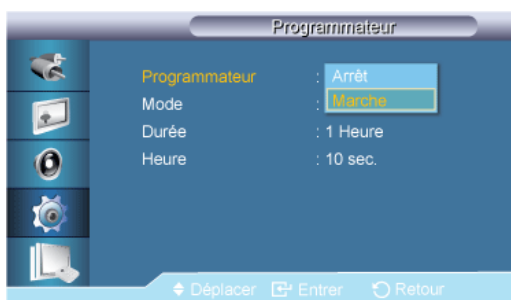 Programmateur
Programmateur : Arrêt
Mode : Marche
Durée : 1 Heure
Heure : 10 sec.
Déplacer Entrer Retour